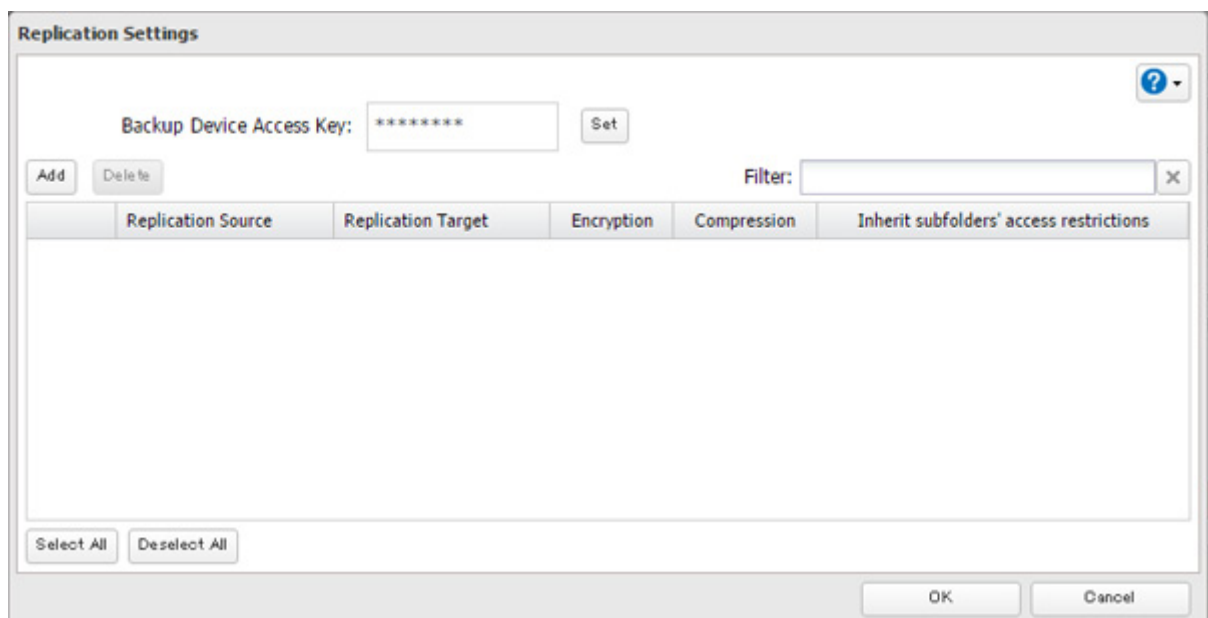 Replication Settings
?
Backup Device Access Key: ******** Set
Add Delete Filter: ×
Replication Source Replication Target Encryption Compression Inherit subfolders' access restrictions
Select All Deselect All
OK Cancel